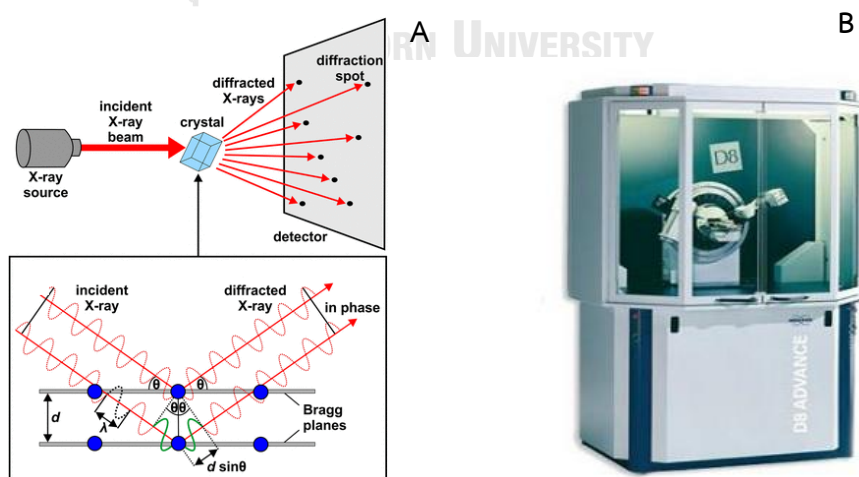 A
B
ORN UNIVERSITY
diffraction
spot
diffracted
X-rays
incident
X-ray
beam
crystal
X-ray
source
detector
incident
X-ray
diffracted
X-ray
in phase
θ
θ
θθ
d
λ
Bragg
planes
d sinθ
D8
D8 ADVANCE